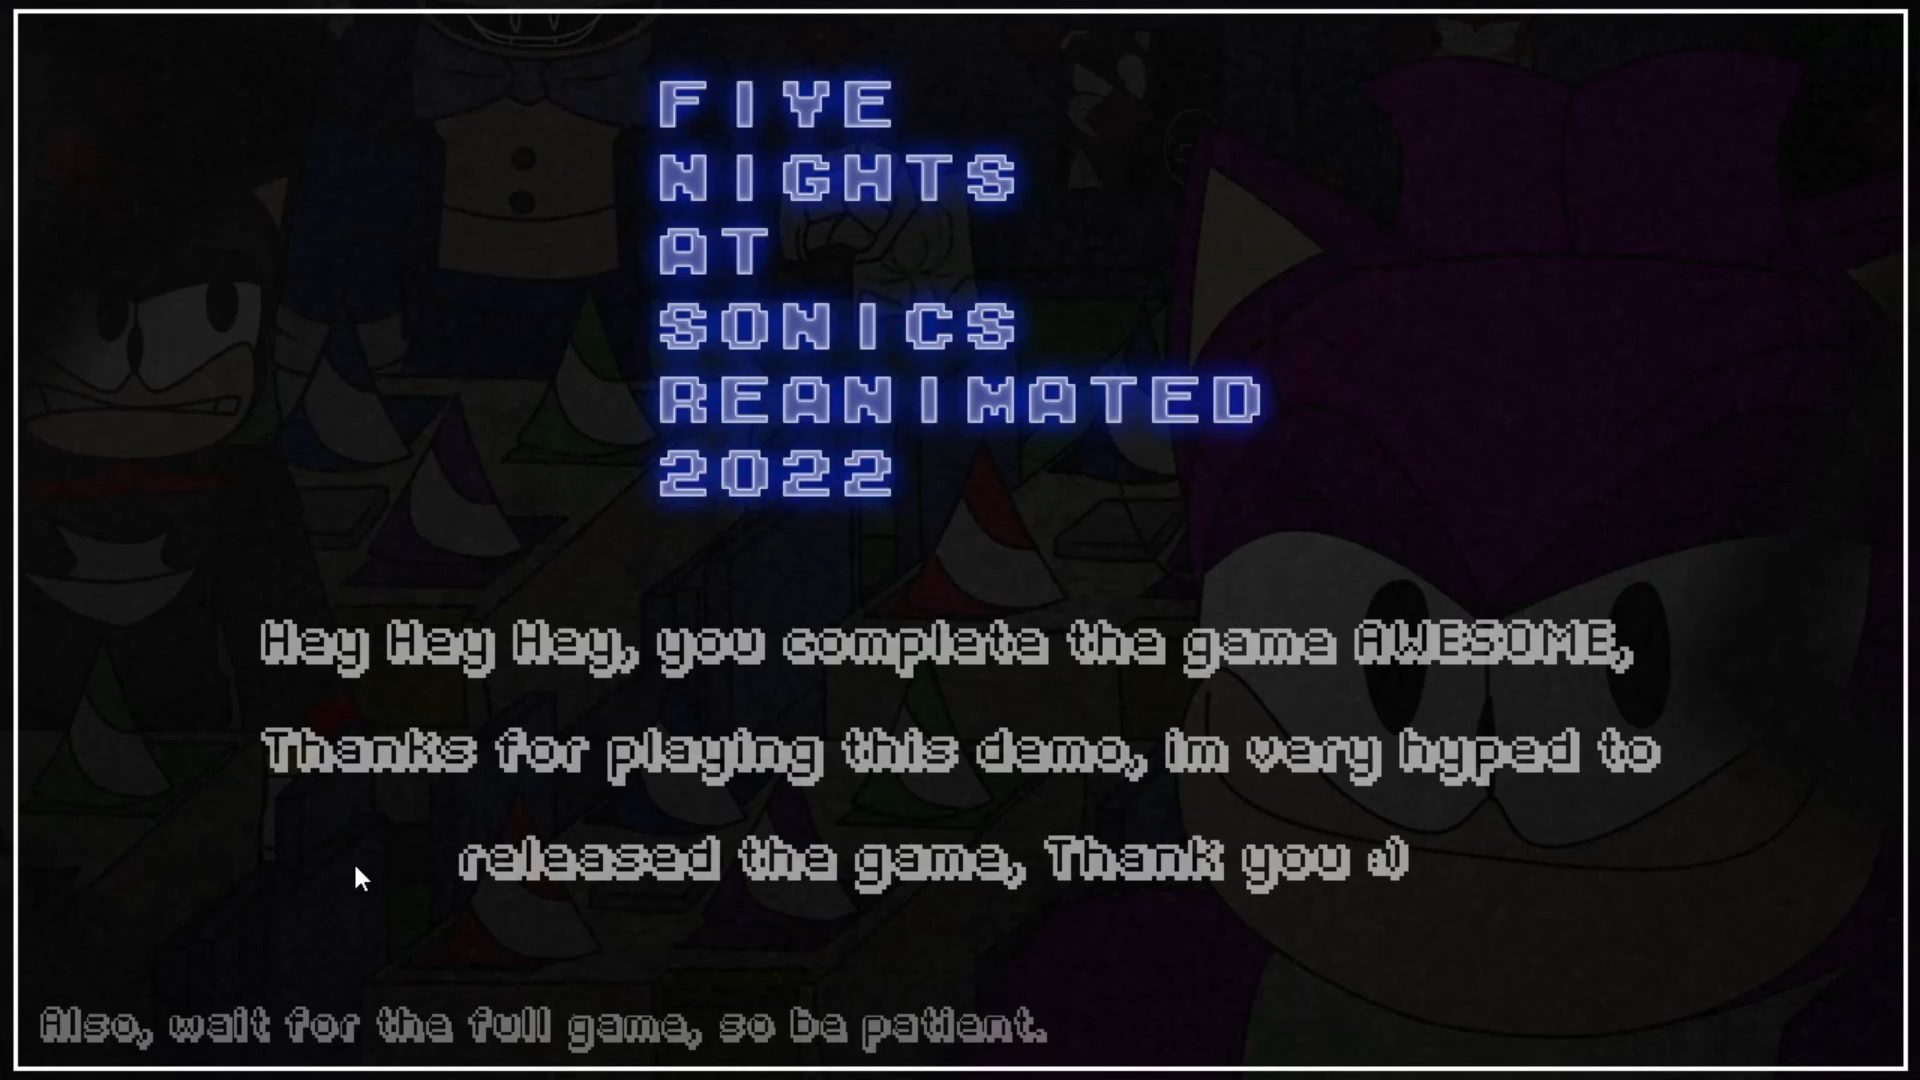 FIVE
NIGHTS
AT
SONICS
REANIMATED
2022
Hey Hey Hey, you complete the game AWESOME,
Thanks for playing this demo, im very hyped to
released the game, Thank you :)
Also, wait for the full game, so be patient.